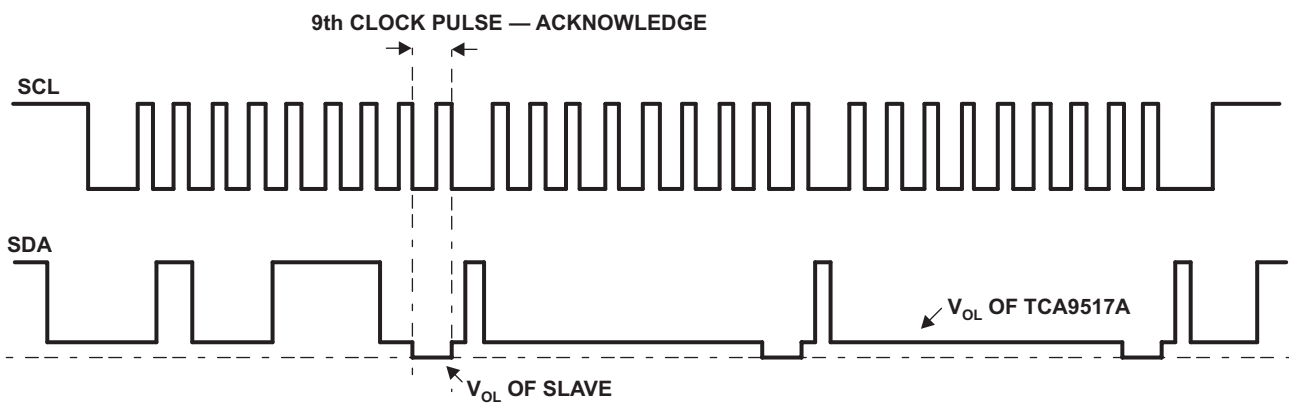 9th CLOCK PULSE — ACKNOWLEDGE
SCL
SDA
VOL OF TCA9517A
VOL OF SLAVE